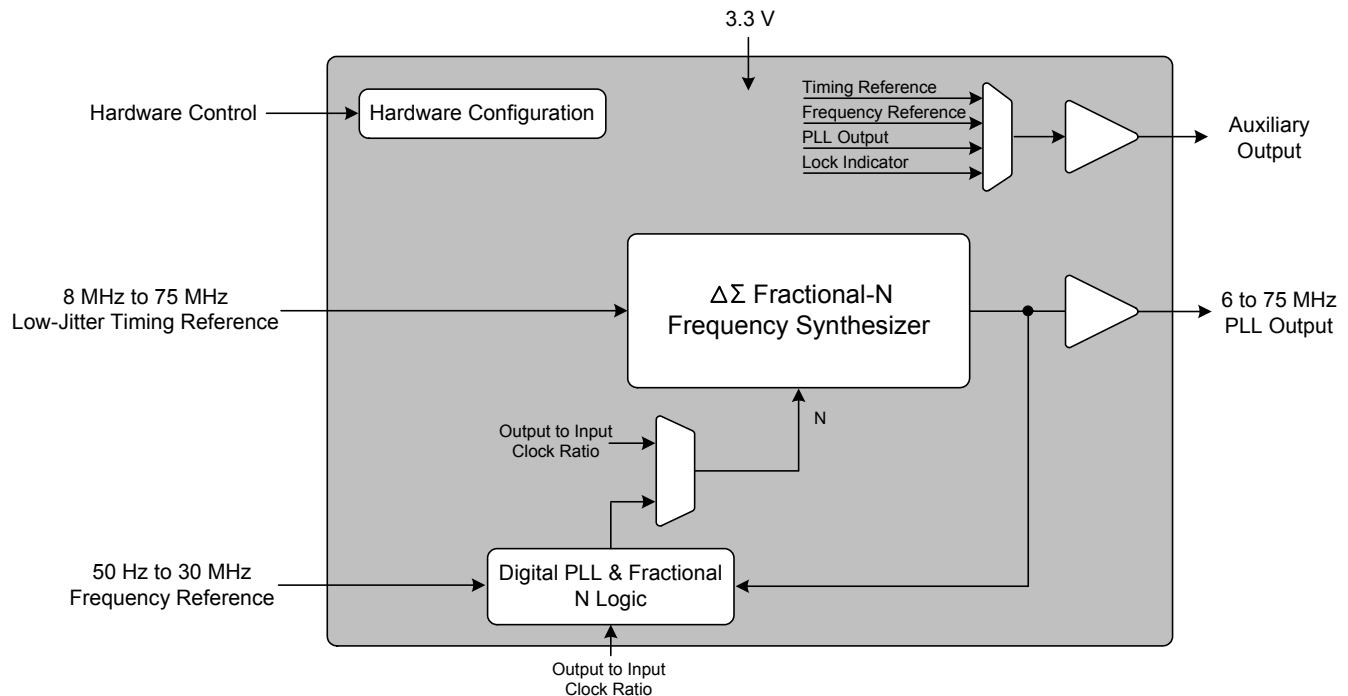 3.3 V
Hardware Control
Hardware Configuration
Timing Reference
Frequency Reference
PLL Output
Lock Indicator
Auxiliary
Output
8 MHz to 75 MHz
Low-Jitter Timing Reference
ΔΣ Fractional-N
Frequency Synthesizer
6 to 75 MHz
PLL Output
N
Output to Input
Clock Ratio
50 Hz to 30 MHz
Frequency Reference
Digital PLL & Fractional
N Logic
Output to Input
Clock Ratio